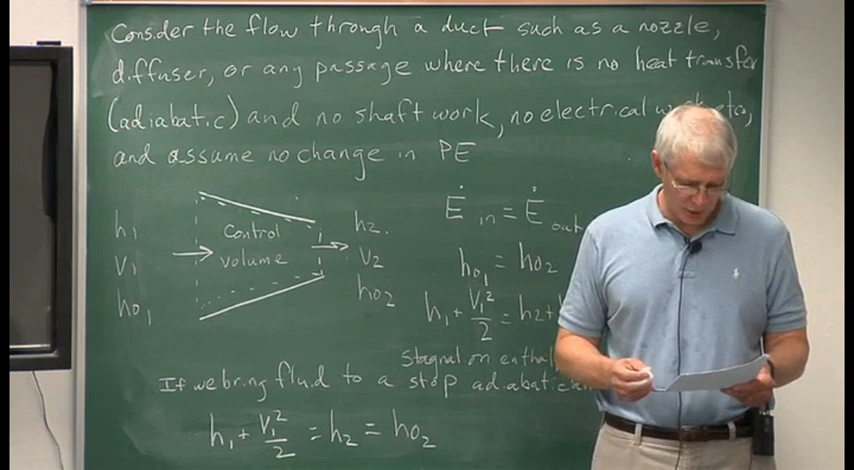 Consider the flow through a duct such as a nozzle,
diffuser, or any passage where there is no heat transfer
(adiabatic) and no shaft work, no electrical
and assume no change in PE
h1
V1
ho1
Control
volume
h2.
V2
ho2
Ė in = Ė out
ho1 = ho2
h1 + V1²/2 = h2 +
Stagnation
If we bring fluid to a stop
h1 + V1²/2 = h2 = ho2